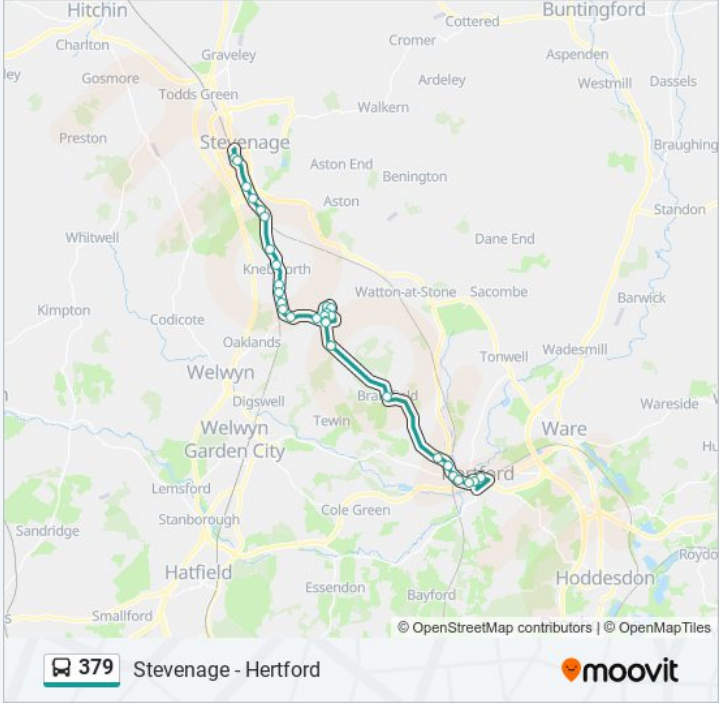 Hitchin
Buntingford
Cottered
Charlton
Cromer
Graveley
Aspenden
Gosmore
Ardeley
Westmill
Dassels
ley
Todds Green
Walkern
Preston
Stevenage
Braughing
Aston End
Benington
Aston
Standon
Whitwell
Dane End
Knebworth
Watton-at-Stone
Sacombe
Barwick
Kimpton
Codicote
Oaklands
Tonwell
Wadesmill
Welwyn
Digswell
Wareside
Tewin
Ware
Welwyn
Garden City
Hu
Hertford
Lemsford
Cole Green
Stanborough
Sandridge
Roydo
Hatfield
Essendon
Bayford
Hoddesdon
Smallford
s
© OpenStreetMap contributors | © OpenMapTiles
379 Stevenage - Hertford
moovit